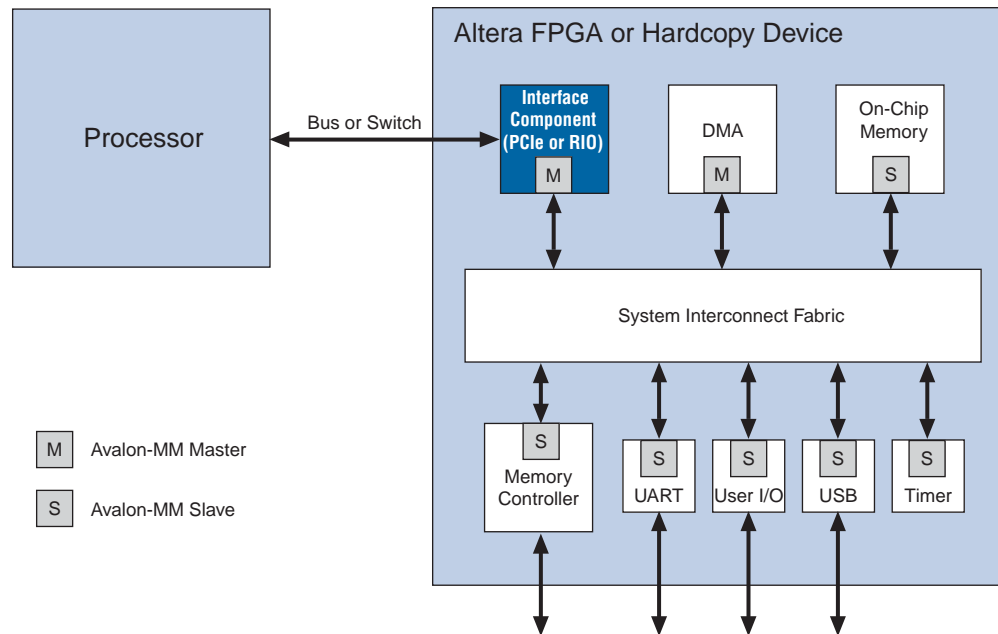 Altera FPGA or Hardcopy Device
Processor
Bus or Switch
Interface
Component
(PCIe or RIO)
M
DMA
M
On-Chip
Memory
S
System Interconnect Fabric
S
Memory
Controller
S
UART
S
User I/O
S
USB
S
Timer
M Avalon-MM Master
S Avalon-MM Slave